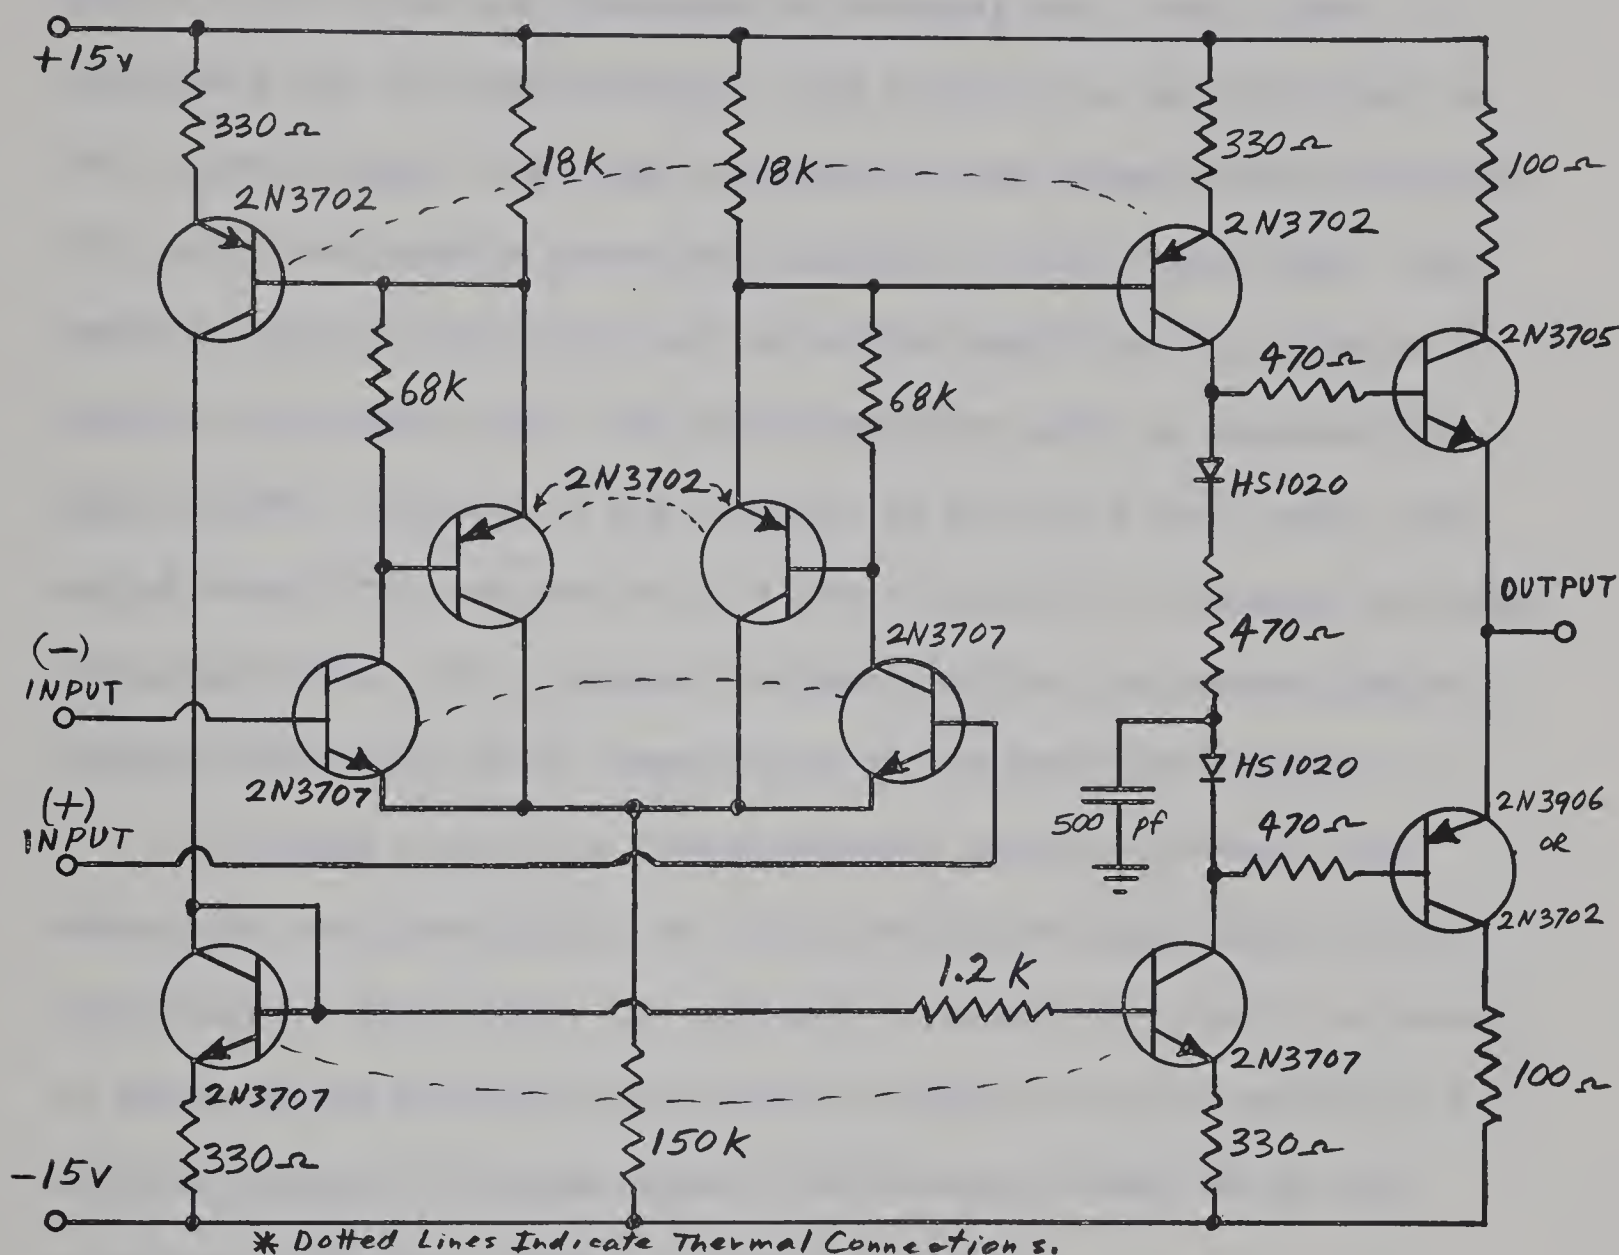 +15v
330Ω
18K
18K
330Ω
100Ω
2N3702
2N3702
2N3705
470Ω
68K
68K
2N3702
HS1020
OUTPUT
470Ω
2N3707
(-)
INPUT
HS1020
2N3707
(+)
INPUT
500 pf
470Ω
2N3906
OR
2N3702
1.2 K
2N3707
2N3707
100Ω
150K
330Ω
330Ω
-15V
* Dotted Lines Indicate Thermal Connections.